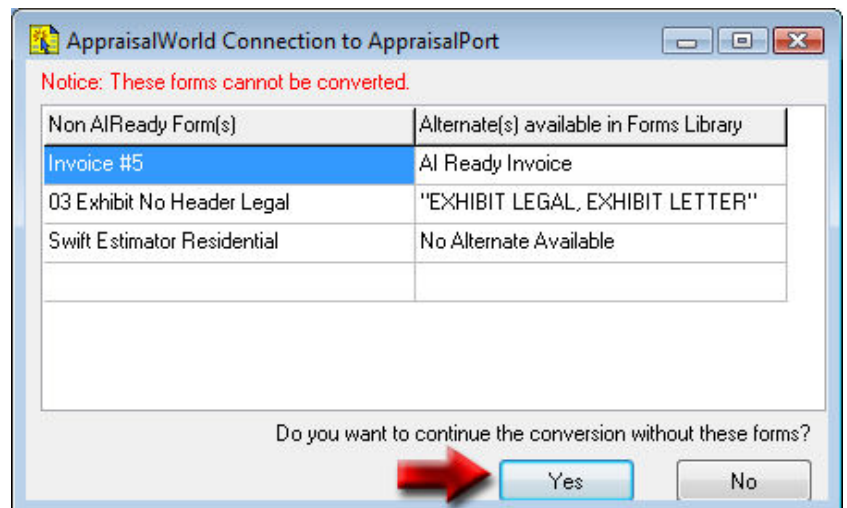 AppraisalWorld Connection to AppraisalPort
Notice: These forms cannot be converted.
Non AIReady Form(s) Alternate(s) available in Forms Library
Invoice #5 AI Ready Invoice
03 Exhibit No Header Legal "EXHIBIT LEGAL, EXHIBIT LETTER"
Swift Estimator Residential No Alternate Available
Do you want to continue the conversion without these forms?
Yes No